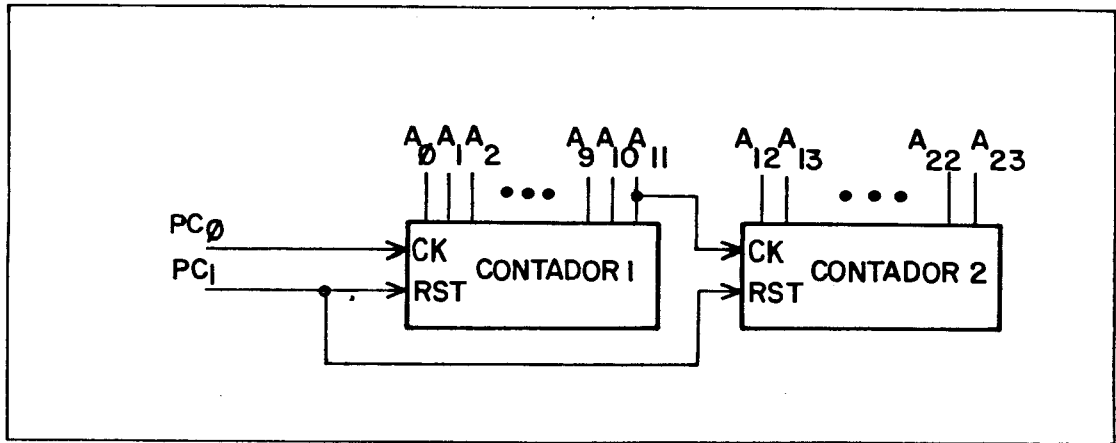 A0 A1 A2 ••• A9 A10 A11
A12 A13 ••• A22 A23
PC0
PC1
CK
RST
CONTADOR 1
CK
RST
CONTADOR 2